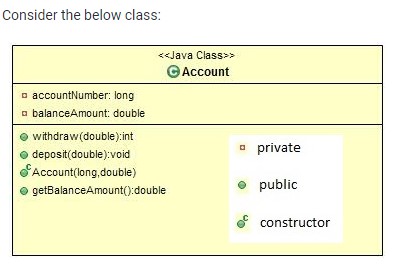 Consider the below class:
<<Java Class>>
C Account
accountNumber: long
balanceAmount: double
withdraw(double):int
deposit(double):void
c Account(long,double)
getBalanceAmount():double
private
public
c constructor